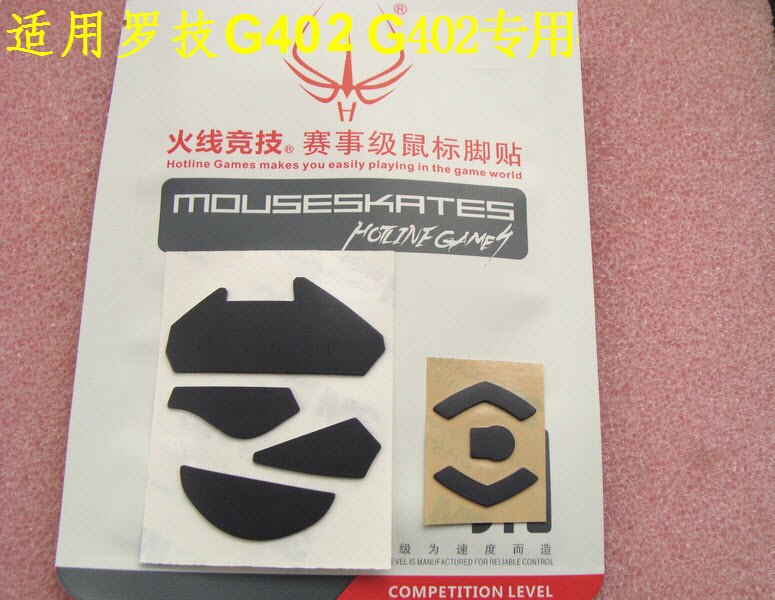 适用罗技G402 G402专用
®
H
火线竞技® 赛事级鼠标脚贴
Hotline Games makes you easily playing in the game world
MOUSESKATES
HOTLINE GAMES
级为速度而造
EVEL IS MANUFACTURED FOR RELIABLE CONTROL
COMPETITION LEVEL